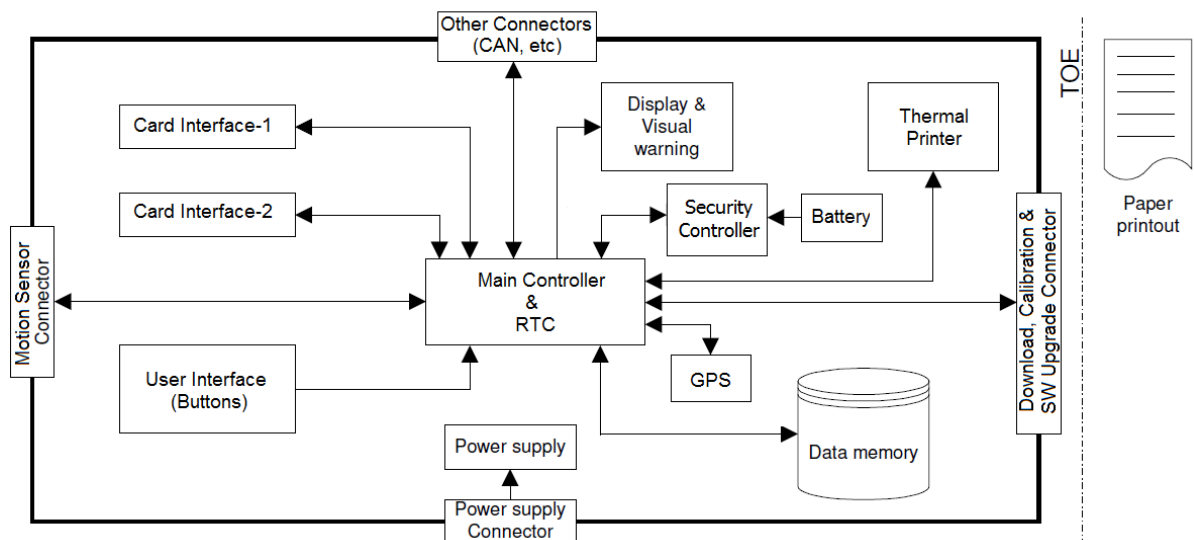 Other Connectors
(CAN, etc)
TOE
Card Interface-1
Display &
Visual
warning
Thermal
Printer
Card Interface-2
Security
Controller
Battery
Paper
printout
Motion Sensor
Connector
Main Controller
&
RTC
Download, Calibration &
SW Upgrade Connector
User Interface
(Buttons)
GPS
Power supply
Data memory
Power supply
Connector